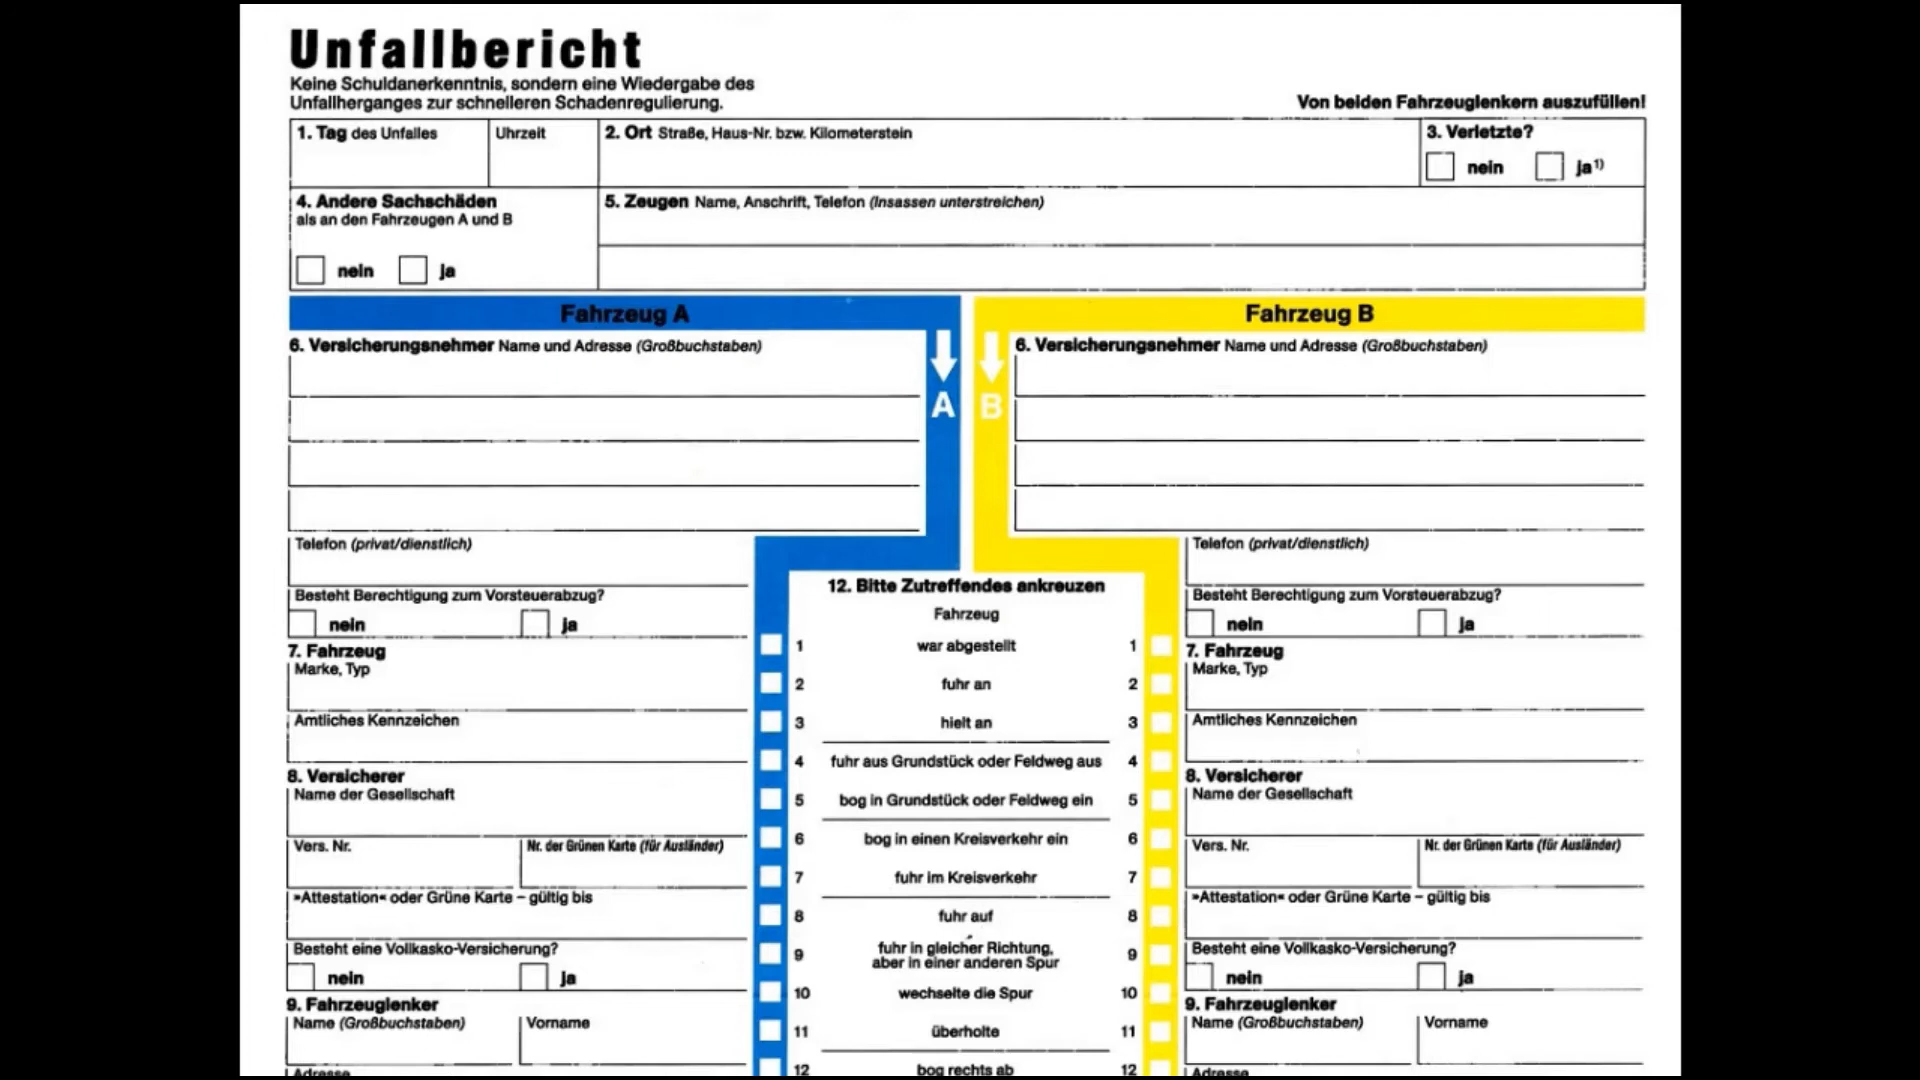 Unfallbericht
Keine Schuldanerkenntnis, sondern eine Wiedergabe des
Unfallherganges zur schnelleren Schadenregulierung.
Von beiden Fahrzeuglenkern auszufüllen!
1. Tag des Unfalles
Uhrzeit
2. Ort Straße, Haus-Nr. bzw. Kilometerstein
3. Verletzte?
nein ja¹)
4. Andere Sachschäden
als an den Fahrzeugen A und B
nein ja
5. Zeugen Name, Anschrift, Telefon (Insassen unterstreichen)
Fahrzeug A
6. Versicherungsnehmer Name und Adresse (Großbuchstaben)
A
Telefon (privat/dienstlich)
Besteht Berechtigung zum Vorsteuerabzug?
nein ja
7. Fahrzeug
Marke, Typ
Amtliches Kennzeichen
8. Versicherer
Name der Gesellschaft
Vers. Nr.
Nr. der Grünen Karte (für Ausländer)
»Attestation« oder Grüne Karte – gültig bis
Besteht eine Vollkasko-Versicherung?
nein ja
9. Fahrzeuglenker
Name (Großbuchstaben)
Vorname
Adresse
12. Bitte Zutreffendes ankreuzen
Fahrzeug
1 war abgestellt 1
2 fuhr an 2
3 hielt an 3
4 fuhr aus Grundstück oder Feldweg aus 4
5 bog in Grundstück oder Feldweg ein 5
6 bog in einen Kreisverkehr ein 6
7 fuhr im Kreisverkehr 7
8 fuhr auf 8
9 fuhr in gleicher Richtung, 9
aber in einer anderen Spur
10 wechselte die Spur 10
11 überholte 11
12 bog rechts ab 12
Fahrzeug B
B
6. Versicherungsnehmer Name und Adresse (Großbuchstaben)
Telefon (privat/dienstlich)
Besteht Berechtigung zum Vorsteuerabzug?
nein ja
7. Fahrzeug
Marke, Typ
Amtliches Kennzeichen
8. Versicherer
Name der Gesellschaft
Vers. Nr.
Nr. der Grünen Karte (für Ausländer)
»Attestation« oder Grüne Karte – gültig bis
Besteht eine Vollkasko-Versicherung?
nein ja
9. Fahrzeuglenker
Name (Großbuchstaben)
Vorname
Adresse